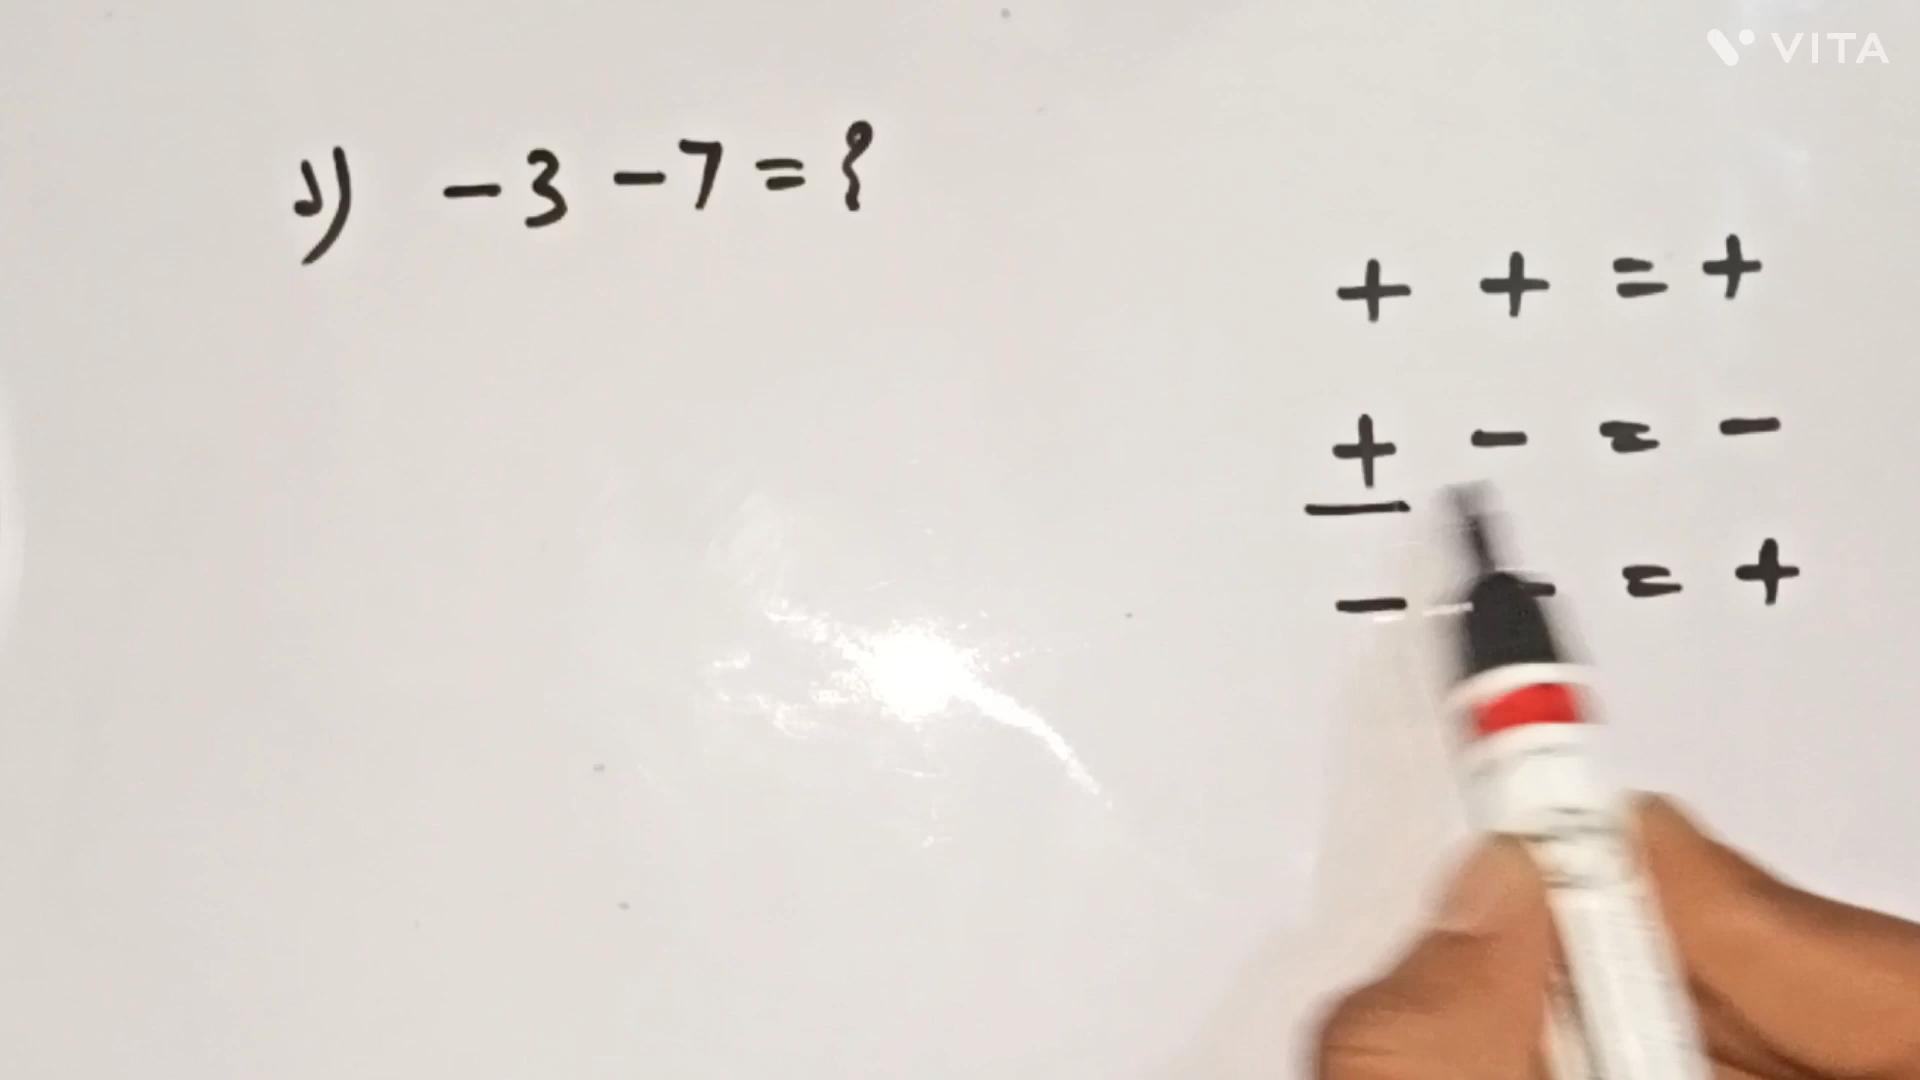 VITA
1) -3 -7 = ?
+ + = +
+ - = -
- - = +